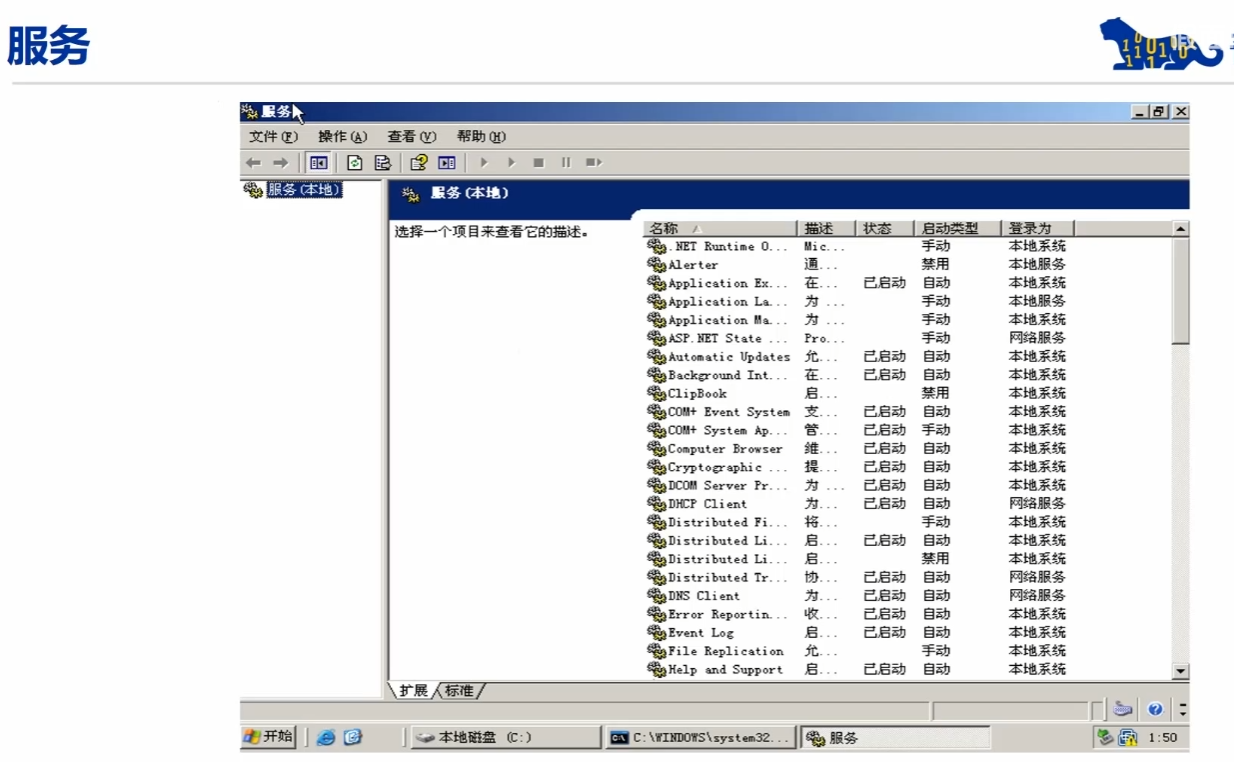 服务
服务
文件(F) 操作(A) 查看(V) 帮助(H)
服务(本地)
服务(本地)
选择一个项目来查看它的描述。
名称 描述 状态 启动类型 登录为
.NET Runtime O... Mic... 手动 本地系统
Alerter 通... 禁用 本地服务
Application Ex... 在... 已启动 自动 本地系统
Application La... 为 ... 手动 本地服务
Application Ma... 为 ... 手动 本地系统
ASP.NET State ... Pro... 手动 网络服务
Automatic Updates 允... 已启动 自动 本地系统
Background Int... 在... 已启动 自动 本地系统
ClipBook 启... 禁用 本地系统
COM+ Event System 支... 已启动 自动 本地系统
COM+ System Ap... 管... 已启动 手动 本地系统
Computer Browser 维... 已启动 自动 本地系统
Cryptographic ... 提... 已启动 自动 本地系统
DCOM Server Pr... 为 ... 已启动 自动 本地系统
DHCP Client 为... 已启动 自动 网络服务
Distributed Fi... 将... 手动 本地系统
Distributed Li... 启... 已启动 自动 本地系统
Distributed Li... 启... 禁用 本地系统
Distributed Tr... 协... 已启动 自动 网络服务
DNS Client 为... 已启动 自动 网络服务
Error Reportin... 收... 已启动 自动 本地系统
Event Log 启... 已启动 自动 本地系统
File Replication 允... 手动 本地系统
Help and Support 启... 已启动 自动 本地系统
扩展 标准
开始 本地磁盘 (C:) C:\WINDOWS\system32... 服务 1:50